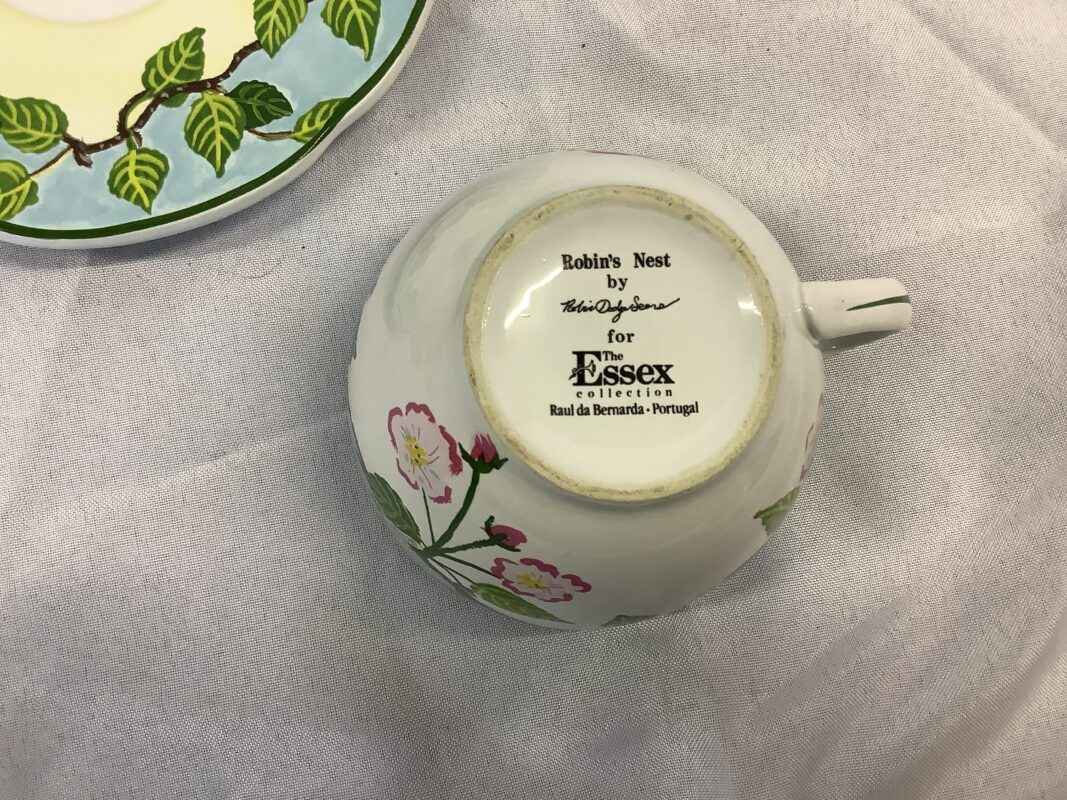 Robin's Nest
by
for
The
Essex
collection
Raul da Bernarda • Portugal